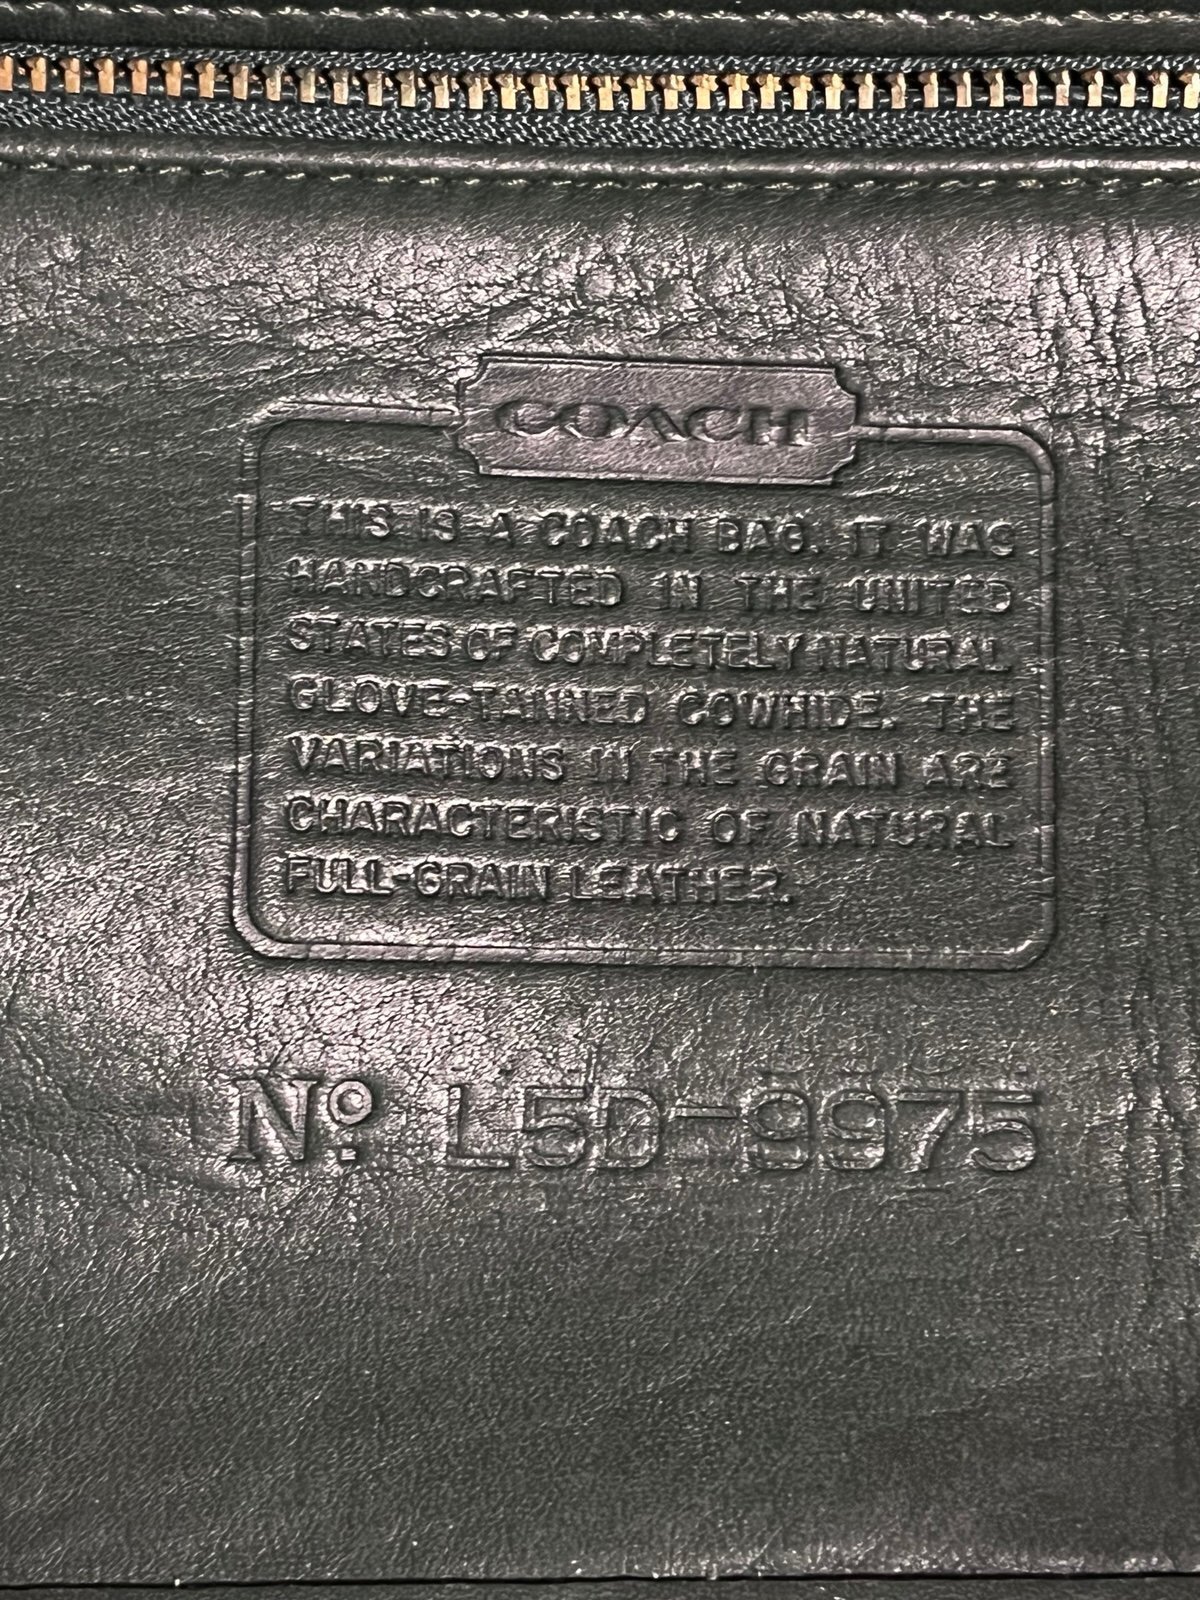 COACH
THIS IS A COACH BAG. IT WAS
HANDCRAFTED IN THE UNITED
STATES OF COMPLETELY NATURAL
GLOVE-TANNED COWHIDE. THE
VARIATIONS IN THE GRAIN ARE
CHARACTERISTIC OF NATURAL
FULL-GRAIN LEATHER.
Nº L5D-9975